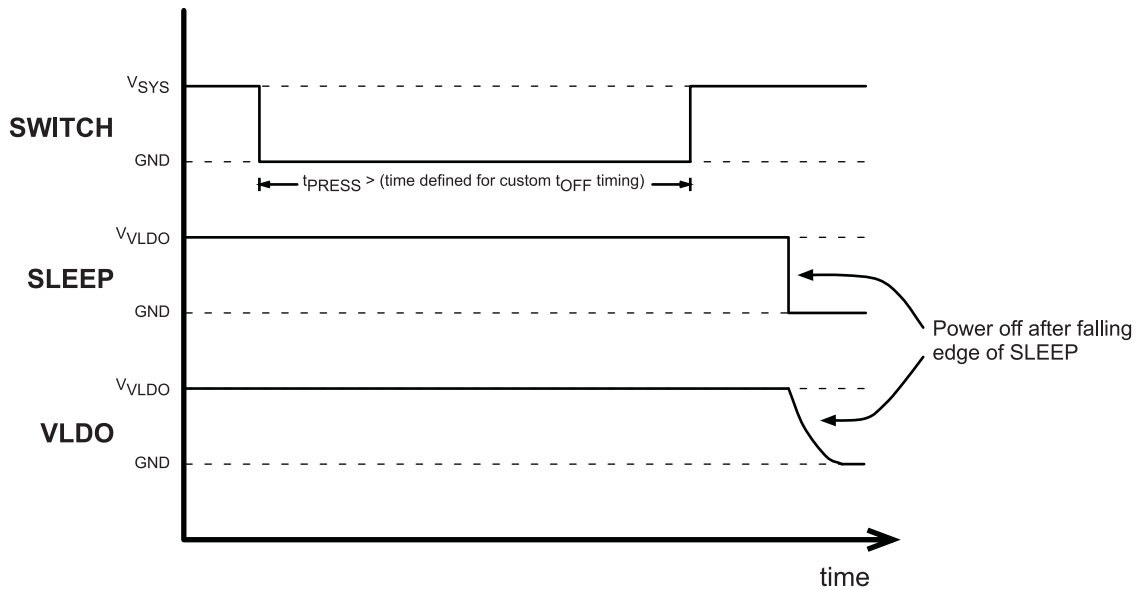 VSYS
SWITCH
GND
tPRESS > (time defined for custom tOFF timing)
VVLDO
SLEEP
GND
Power off after falling
edge of SLEEP
VVLDO
VLDO
GND
time